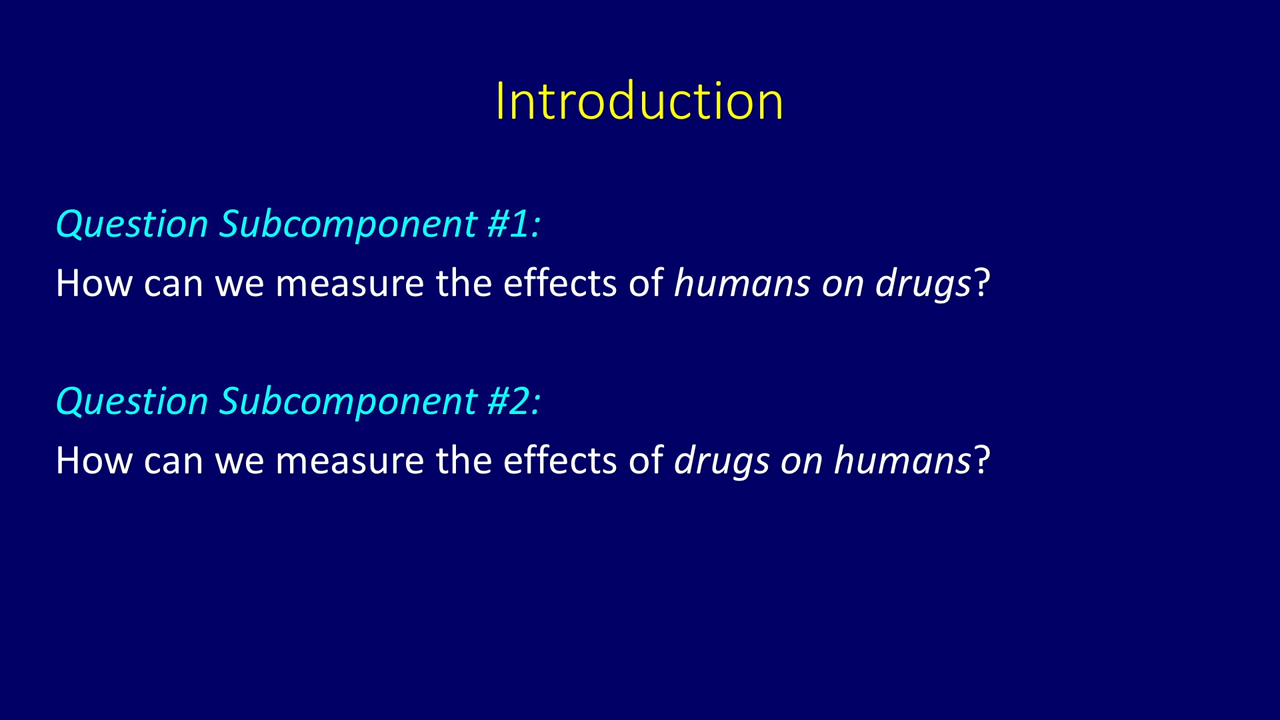 Introduction
Question Subcomponent #1:
How can we measure the effects of humans on drugs?
Question Subcomponent #2:
How can we measure the effects of drugs on humans?